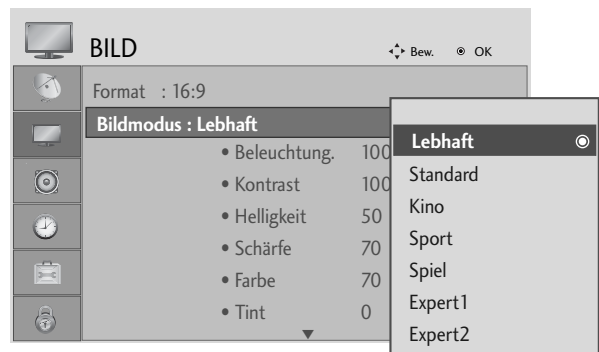 BILD Bew. OK
Format : 16:9
Bildmodus : Lebhaft
• Beleuchtung. 100
• Kontrast 100
• Helligkeit 50
• Schärfe 70
• Farbe 70
• Tint 0
Lebhaft
Standard
Kino
Sport
Spiel
Expert1
Expert2